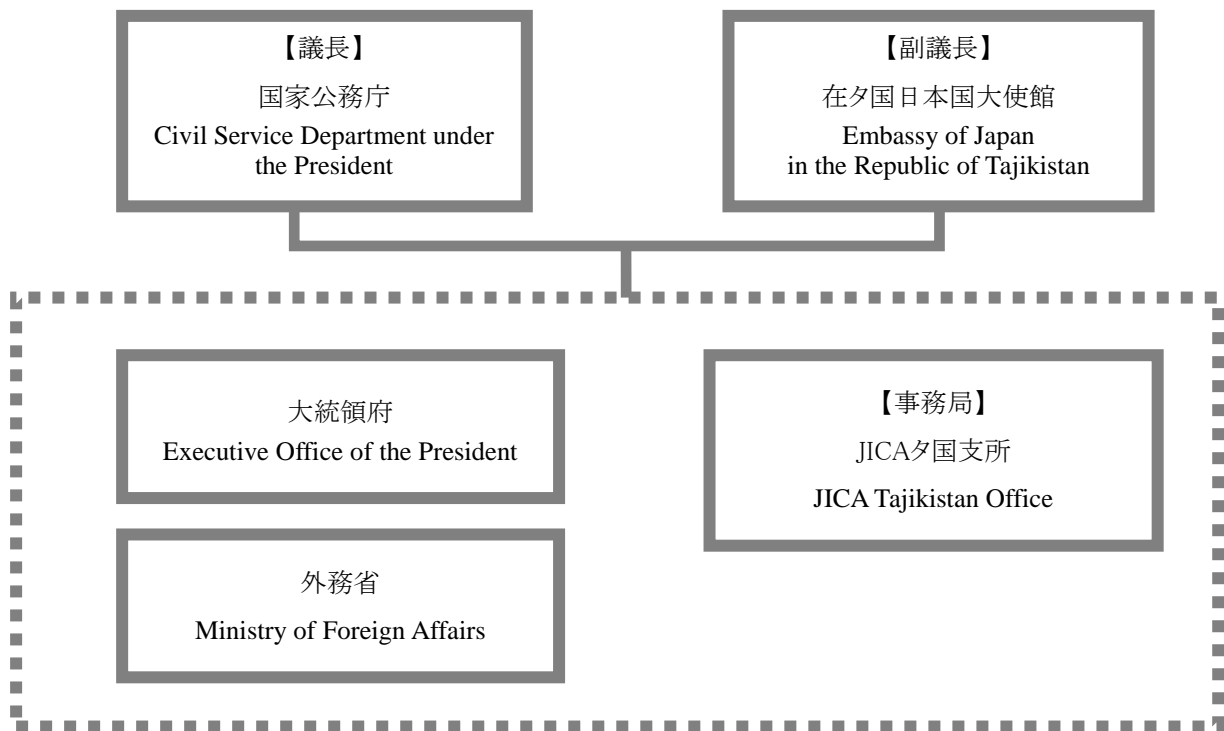 【議長】
国家公務庁
Civil Service Department under
the President
【副議長】
在タ国日本国大使館
Embassy of Japan
in the Republic of Tajikistan
大統領府
Executive Office of the President
【事務局】
JICAタ国支所
JICA Tajikistan Office
外務省
Ministry of Foreign Affairs